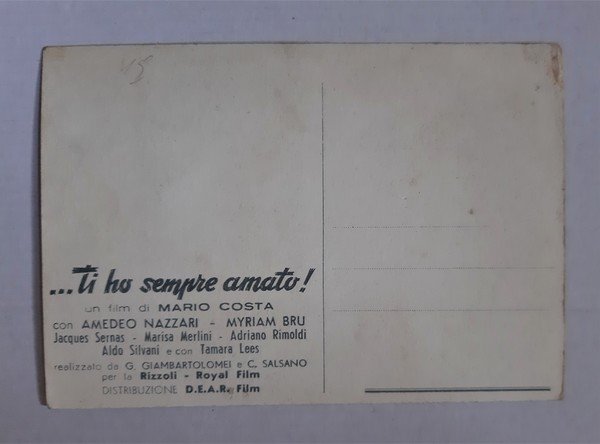 15
...ti ho sempre amato!
un film di MARIO COSTA
con AMEDEO NAZZARI - MYRIAM BRU
Jacques Sernas - Marisa Merlini - Adriano Rimoldi
Aldo Silvani e con Tamara Lees
realizzato da G. GIAMBARTOLOMEI e C. SALSANO
per la Rizzoli - Royal Film
DISTRIBUZIONE D.E.A.R. Film